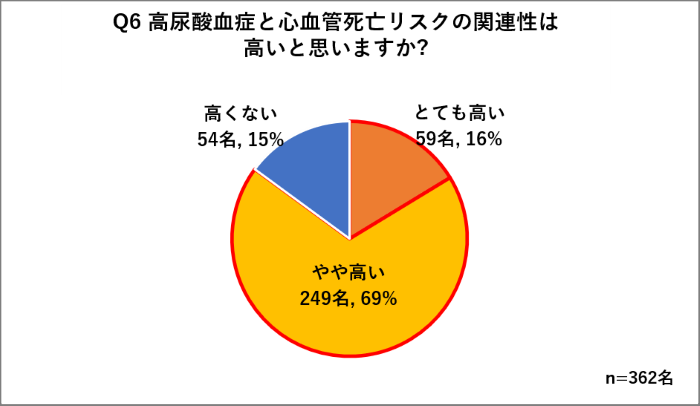 Q6 高尿酸血症と心血管死亡リスクの関連性は
高いと思いますか?
高くない
54名, 15%
とても高い
59名, 16%
やや高い
249名, 69%
n=362名